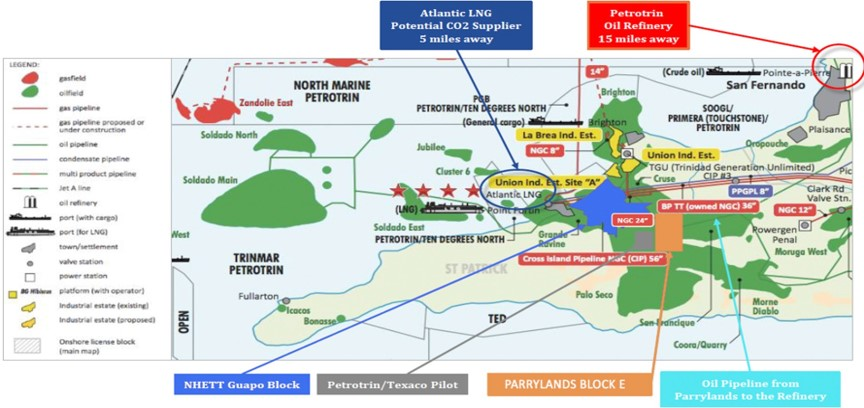 Atlantic LNG
Potential CO2 Supplier
5 miles away
Petrotrin
Oil Refinery
15 miles away
LEGEND:
gasfield
oilfield
gas pipeline
gas pipeline proposed or
under construction
oil pipeline
condensate pipeline
multi product pipeline
Jet A line
oil refinery
port (with cargo)
port (for LNG)
town/settlement
valve station
power station
BG Hibiscus
platform (with operator)
Industrial estate (existing)
Industrial estate (proposed)
Onshore license block
(main map)
OPEN
West
NORTH MARINE
PETROTRIN
Zandolie East
Soldado North
Soldado Main
Jubilee
Cluster 6
Soldado East
TRINMAR
PETROTRIN
Fullarton
Icacos
Bonasse
PGB
PETROTRIN/TEN DEGREES NORTH
(General cargo)
14"
Brighton
Brighton
La Brea Ind. Est.
NGC 8"
Union Ind. Est.
TGU (Trinidad Generation Unlimited)
Union Ind. Est. Site "A"
Atlantic LNG
(LNG)
Point Fortin
PETROTRIN/TEN DEGREES NORTH
Cruse
CIP #3
PPGPL 8"
BP TT (owned NGC) 36"
NGC 24"
NGC 12"
Grande
Ravine
Cross Island Pipeline NGC (CIP) 56"
ST PATRICK
TED
Palo Seco
San Francique
Coora/Quarry
Morne
Diablo
(Crude oil)
Pointe-a-Pierre
San Fernando
SOOGL/
PRIMERA (TOUCHSTONE)/
PETROTRIN
Plaisance
Oropouche
Clark Rd
Valve Stn.
Powergen
Penal
Moruga West
NHETT Guapo Block
Petrotrin/Texaco Pilot
PARRYLANDS BLOCK E
Oil Pipeline from
Parrylands to the Refinery